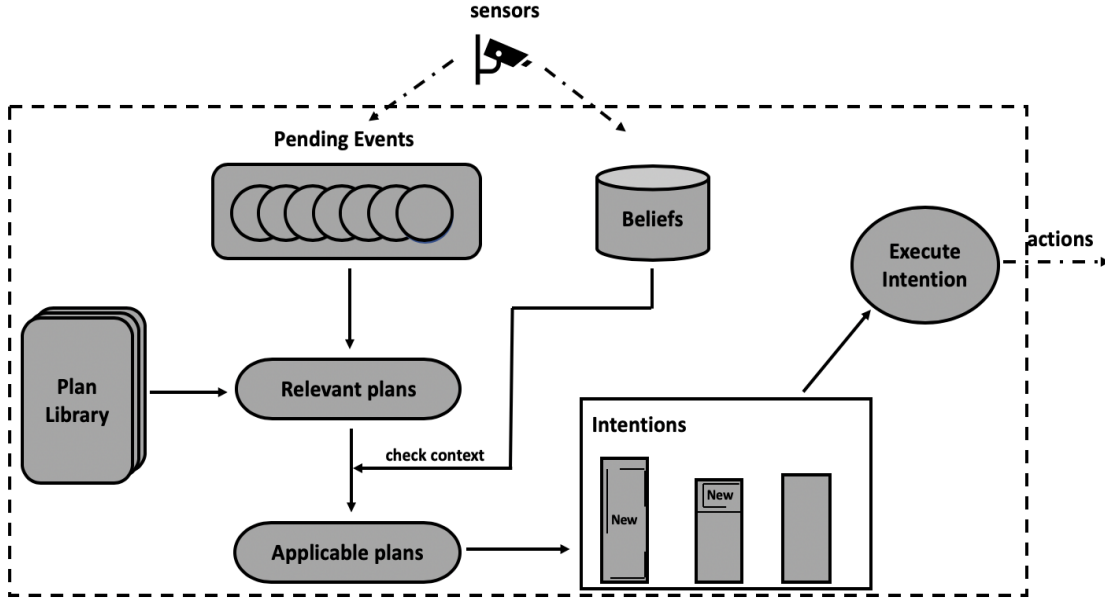 sensors
Pending Events
Beliefs
Execute
Intention
actions
Plan
Library
Relevant plans
check context
Intentions
New
New
Applicable plans